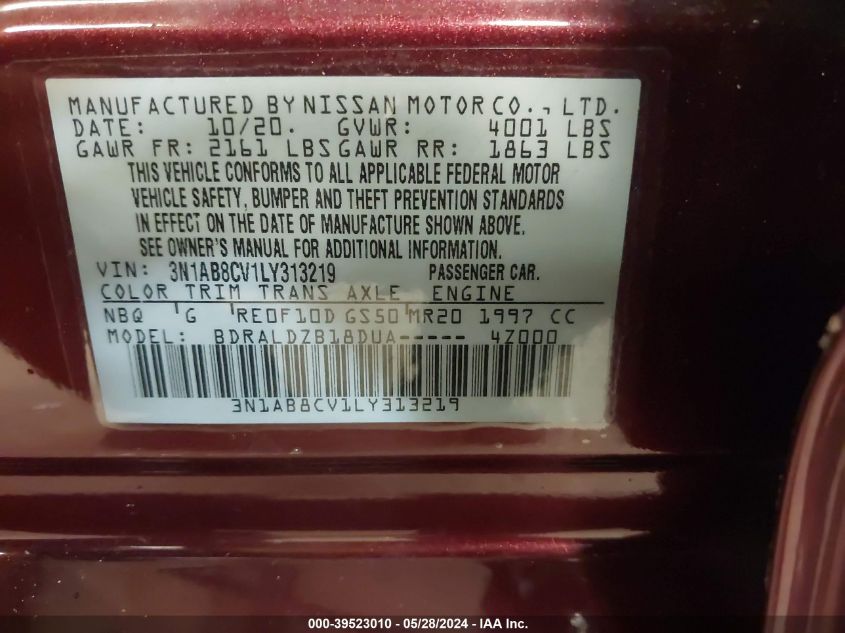 MANUFACTURED BY NISSAN MOTOR CO., LTD.
DATE: 10/20. GVWR: 4001 LBS
GAWR FR: 2161 LBS GAWR RR: 1863 LBS
THIS VEHICLE CONFORMS TO ALL APPLICABLE FEDERAL MOTOR
VEHICLE SAFETY, BUMPER AND THEFT PREVENTION STANDARDS
IN EFFECT ON THE DATE OF MANUFACTURE SHOWN ABOVE.
SEE OWNER'S MANUAL FOR ADDITIONAL INFORMATION.
VIN: 3N1AB8CV1LY313219 PASSENGER CAR.
COLOR TRIM TRANS AXLE ENGINE
NBQ G RE0F10D GS50 MR20 1997 CC
MODEL: BDRALDZB18DUA----- 4Z000
3N1AB8CV1LY313219
000-39523010 - 05/28/2024 - IAA Inc.